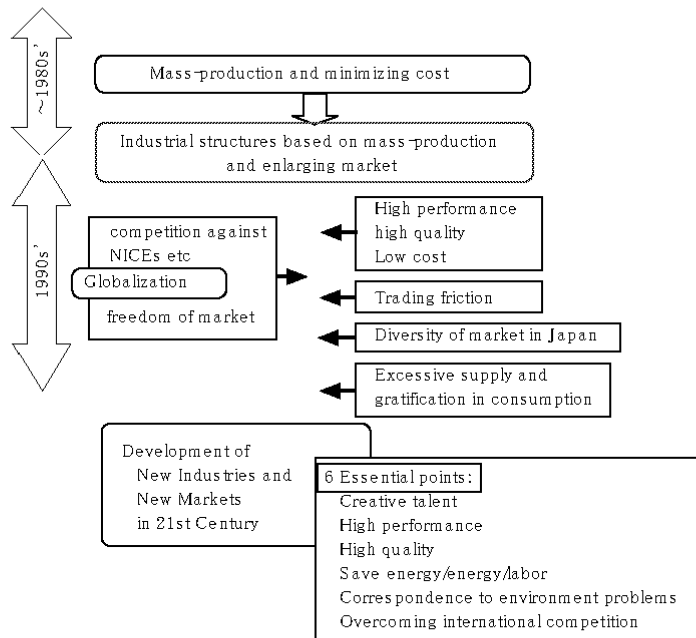 ~1980s'
Mass-production and minimizing cost
Industrial structures based on mass-production
and enlarging market
1990s'
competition against
NICEs etc
Globalization
freedom of market
High performance
high quality
Low cost
Trading friction
Diversity of market in Japan
Excessive supply and
gratification in consumption
Development of
New Industries and
New Markets
in 21st Century
6 Essential points:
Creative talent
High performance
High quality
Save energy/energy/labor
Correspondence to environment problems
Overcoming international competition